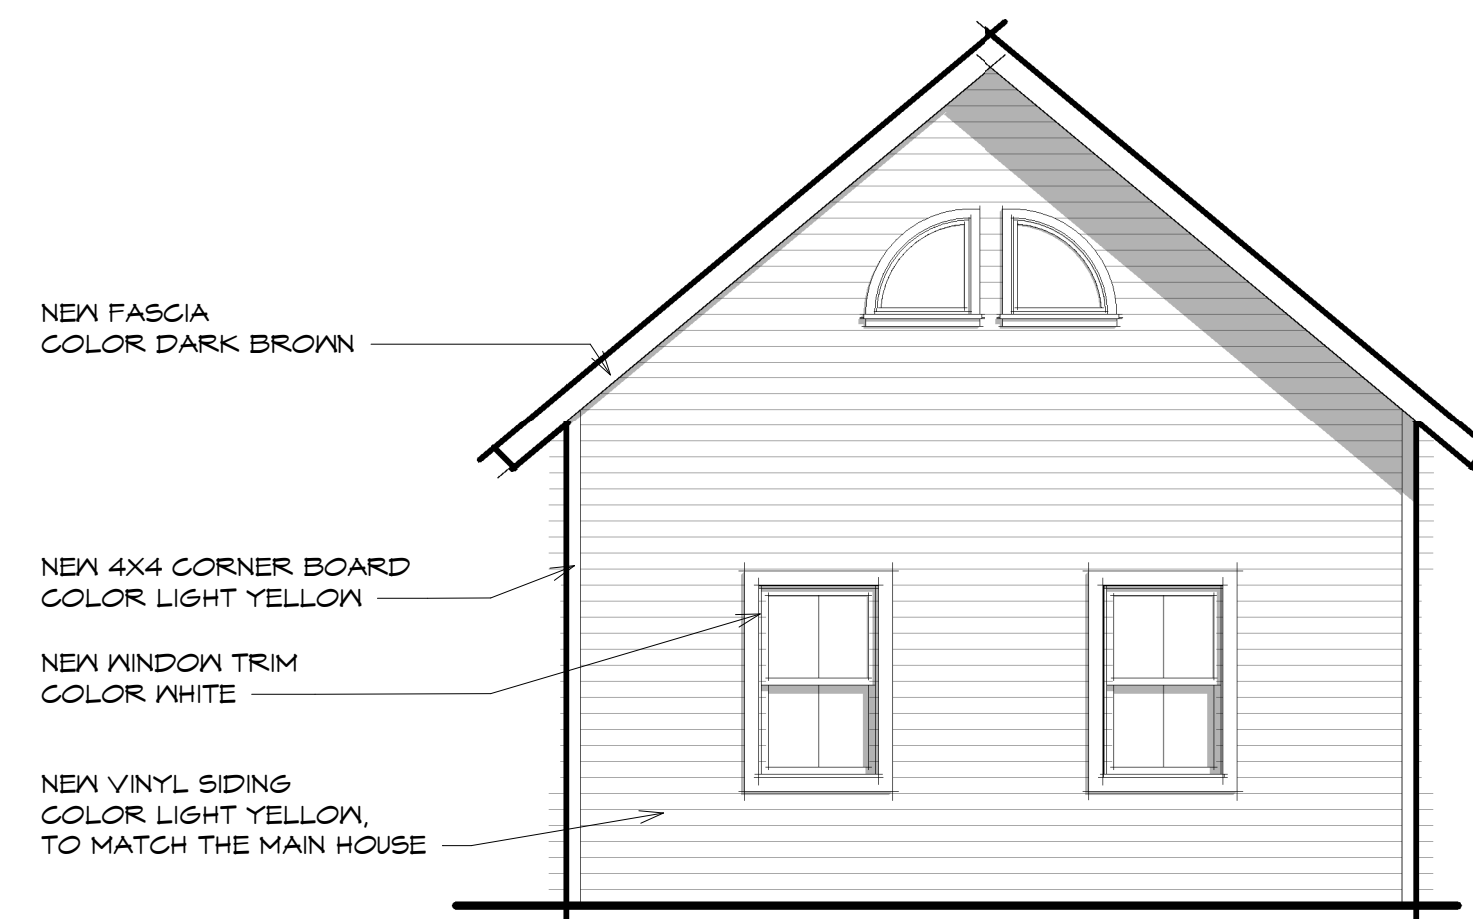 NEW FASCIA
COLOR DARK BROWN
NEW 4X4 CORNER BOARD
COLOR LIGHT YELLOW
NEW WINDOW TRIM
COLOR WHITE
NEW VINYL SIDING
COLOR LIGHT YELLOW,
TO MATCH THE MAIN HOUSE